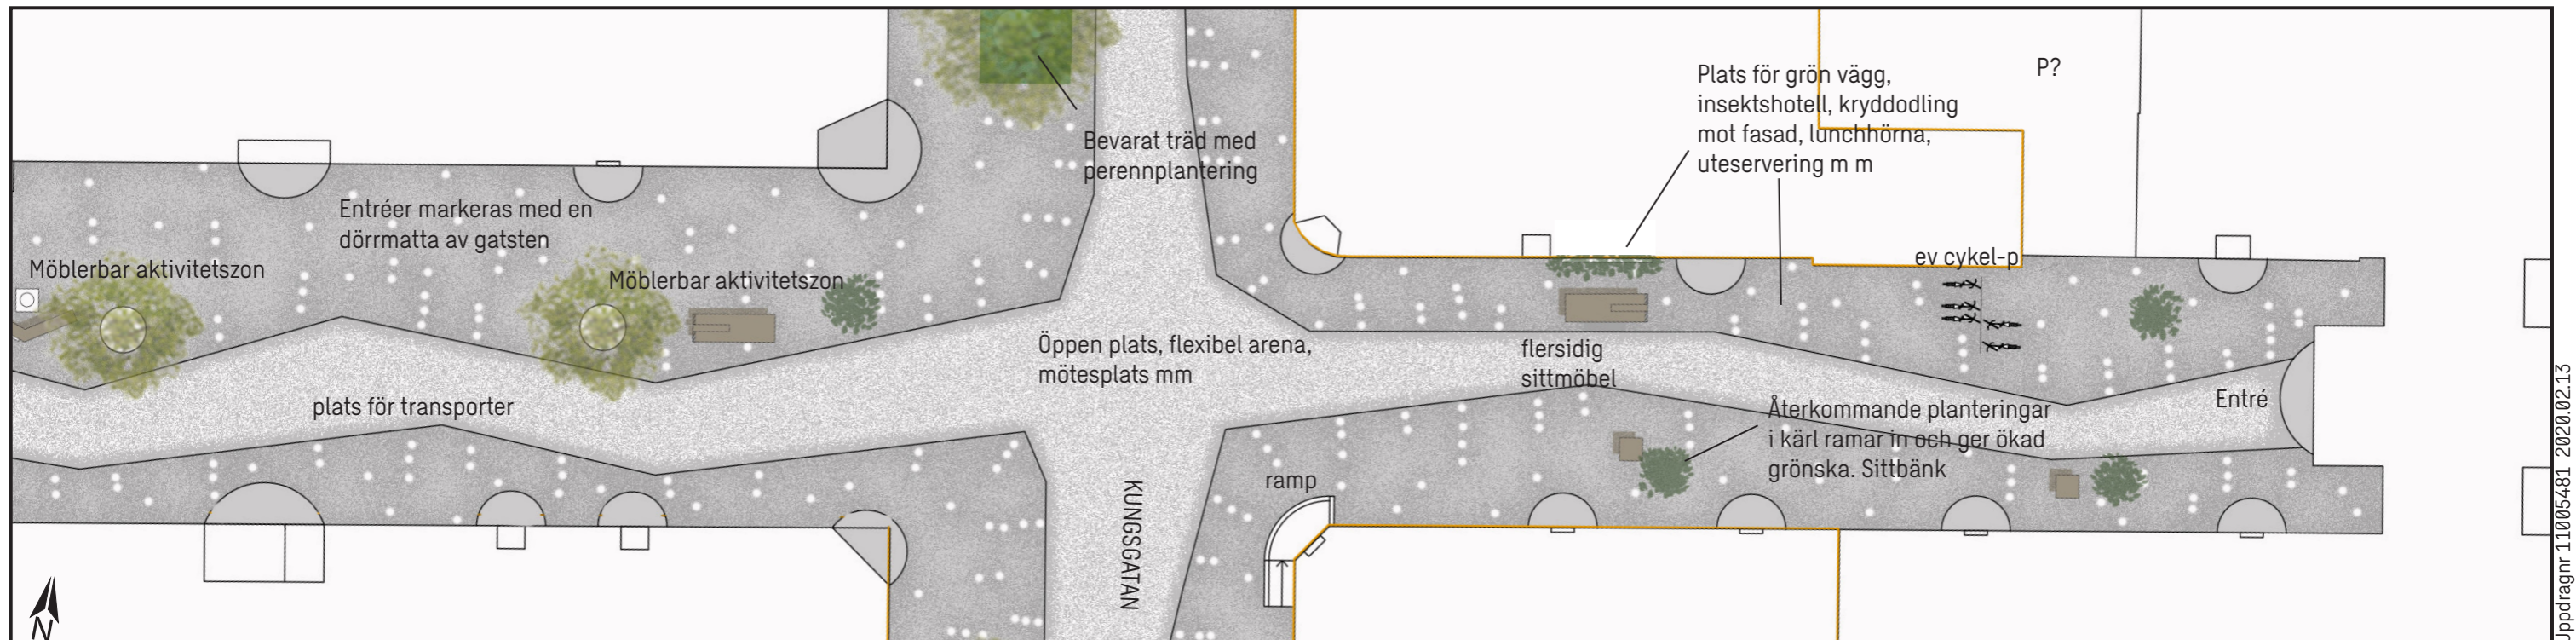 P?
Plats för grön vägg,
insektshotell, kryddodling
mot fasad, lunchhörna,
uteservering m m
Bevarat träd med
perennplantering
Entréer markeras med en
dörrmatta av gatsten
Möblerbar aktivitetszon
Möblerbar aktivitetszon
ev cykel-p
Öppen plats, flexibel arena,
mötesplats mm
flersidig
sittmöbel
plats för transporter
Entré
Återkommande planteringar
i kärl ramar in och ger ökad
grönska. Sittbänk
ramp
KUNGSGATAN
N
Uppdragnr 11005481 2020.02.13